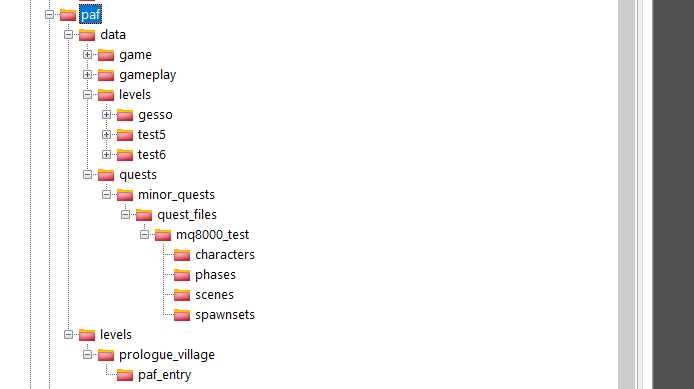 paf
data
game
gameplay
levels
gesso
test5
test6
quests
minor_quests
quest_files
mq8000_test
characters
phases
scenes
spawnsets
levels
prologue_village
paf_entry